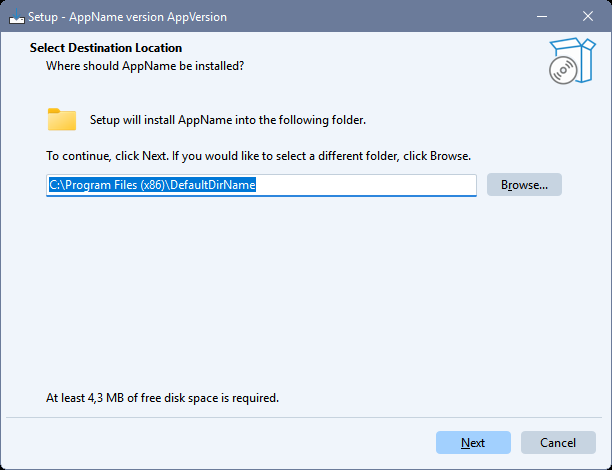 Setup - AppName version AppVersion
Select Destination Location
Where should AppName be installed?
Setup will install AppName into the following folder.
To continue, click Next. If you would like to select a different folder, click Browse.
C:\Program Files (x86)\DefaultDirName
Browse...
At least 4,3 MB of free disk space is required.
Next
Cancel